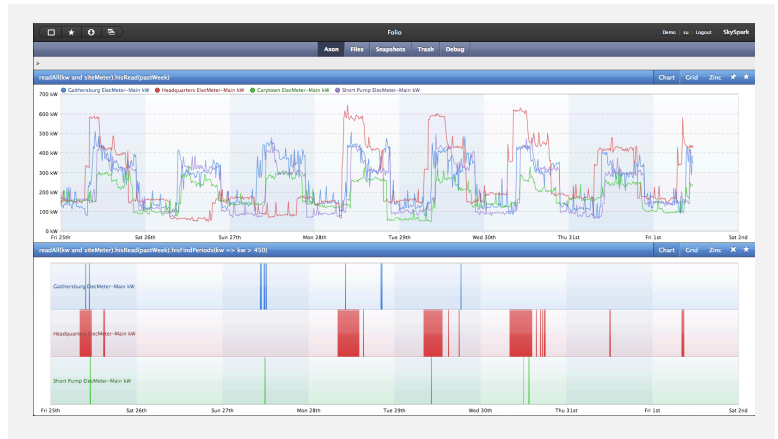 Folio
Demo su Logout SkySpark
Axon Files Snapshots Trash Debug
>
readAll(kw and siteMeter).hisRead(pastWeek) Chart Grid Zinc
700 kW Gaithersburg ElecMeter-Main kW Headquarters ElecMeter-Main kW Carytown ElecMeter-Main kW Short Pump ElecMeter-Main kW
600 kW
500 kW
400 kW
300 kW
200 kW
100 kW
0 kW
Fri 25th Sat 26th Sun 27th Mon 28th Tue 29th Wed 30th Thu 31st Fri 1st Sat 2nd
readAll(kw and siteMeter).hisRead(pastWeek).hisFindPeriods(kw => kw > 450) Chart Grid Zinc
Gaithersburg ElecMeter-Main kW
Headquarters ElecMeter-Main kW
Short Pump ElecMeter-Main kW
Fri 25th Sat 26th Sun 27th Mon 28th Tue 29th Wed 30th Thu 31st Fri 1st Sat 2nd